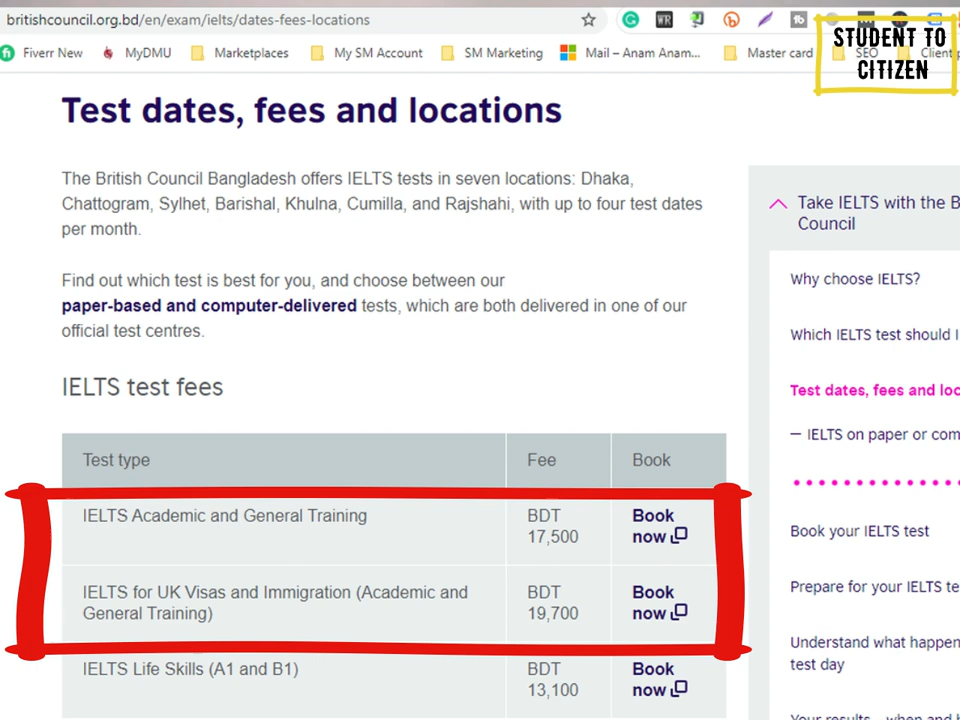 britishcouncil.org.bd/en/exam/ielts/dates-fees-locations
Fiverr New MyDMU Marketplaces My SM Account SM Marketing Mail – Anam Anam... Master card SEO Client
STUDENT TO
CITIZEN
Test dates, fees and locations
The British Council Bangladesh offers IELTS tests in seven locations: Dhaka,
Chattogram, Sylhet, Barishal, Khulna, Cumilla, and Rajshahi, with up to four test dates
per month.
Find out which test is best for you, and choose between our
paper-based and computer-delivered tests, which are both delivered in one of our
official test centres.
IELTS test fees
Test type Fee Book
IELTS Academic and General Training BDT Book
17,500 now
IELTS for UK Visas and Immigration (Academic and BDT Book
General Training) 19,700 now
IELTS Life Skills (A1 and B1) BDT Book
13,100 now
Take IELTS with the B
Council
Why choose IELTS?
Which IELTS test should I
Test dates, fees and loc
– IELTS on paper or com
Book your IELTS test
Prepare for your IELTS te
Understand what happen
test day